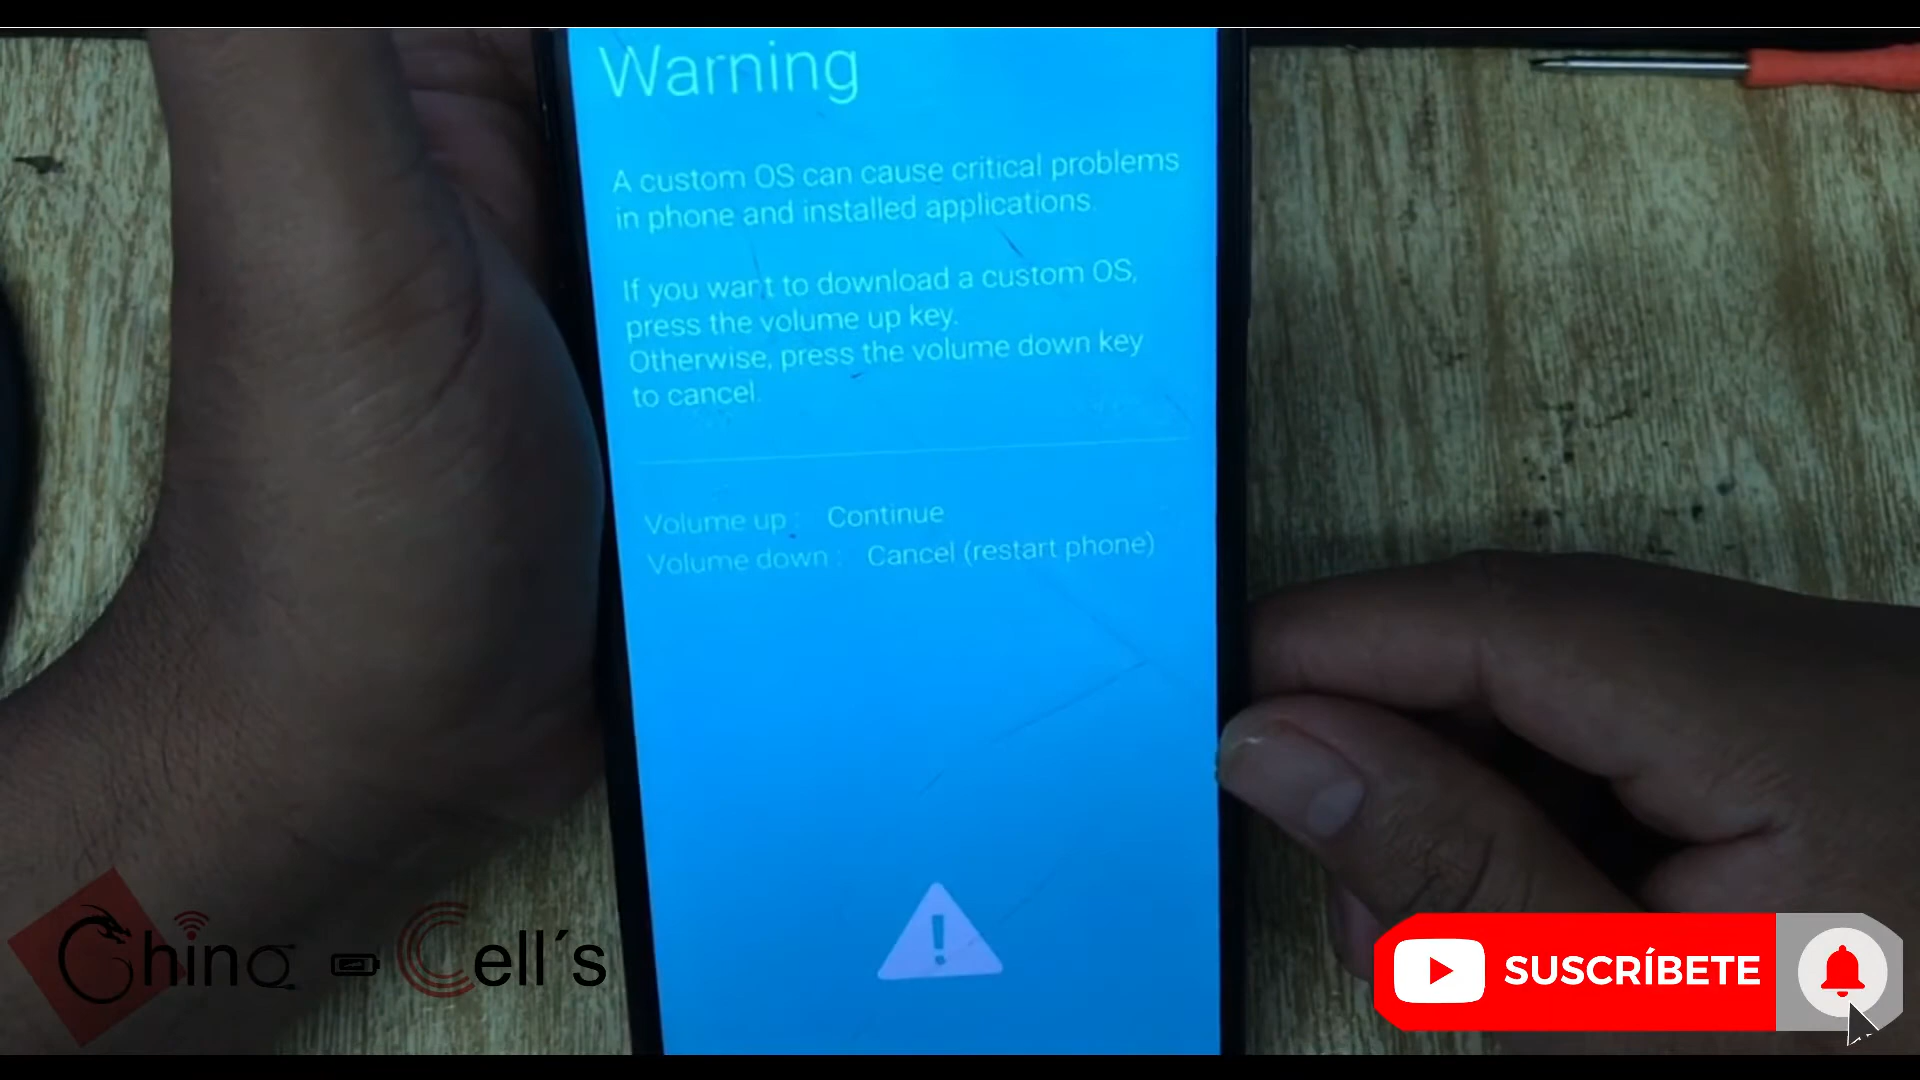 Warning
A custom OS can cause critical problems
in phone and installed applications.
If you want to download a custom OS,
press the volume up key.
Otherwise, press the volume down key
to cancel.
Volume up : Continue
Volume down : Cancel (restart phone)
China - Cell´s
SUSCRÍBETE